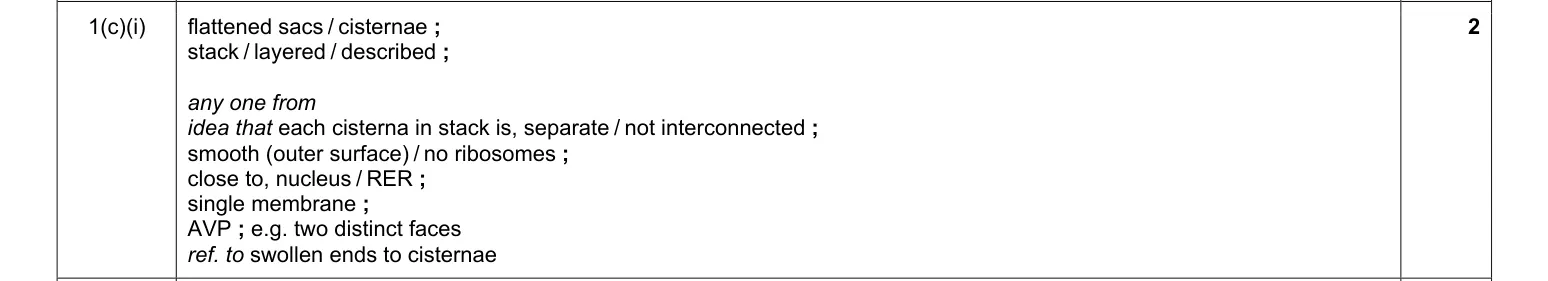 1(c)(i)
flattened sacs / cisternae ;
2
stack / layered / described ;
any one from
idea that each cisterna in stack is, separate / not interconnected ;
smooth (outer surface) / no ribosomes ;
close to, nucleus / RER ;
single membrane ;
AVP ; e.g. two distinct faces
ref. to swollen ends to cisternae